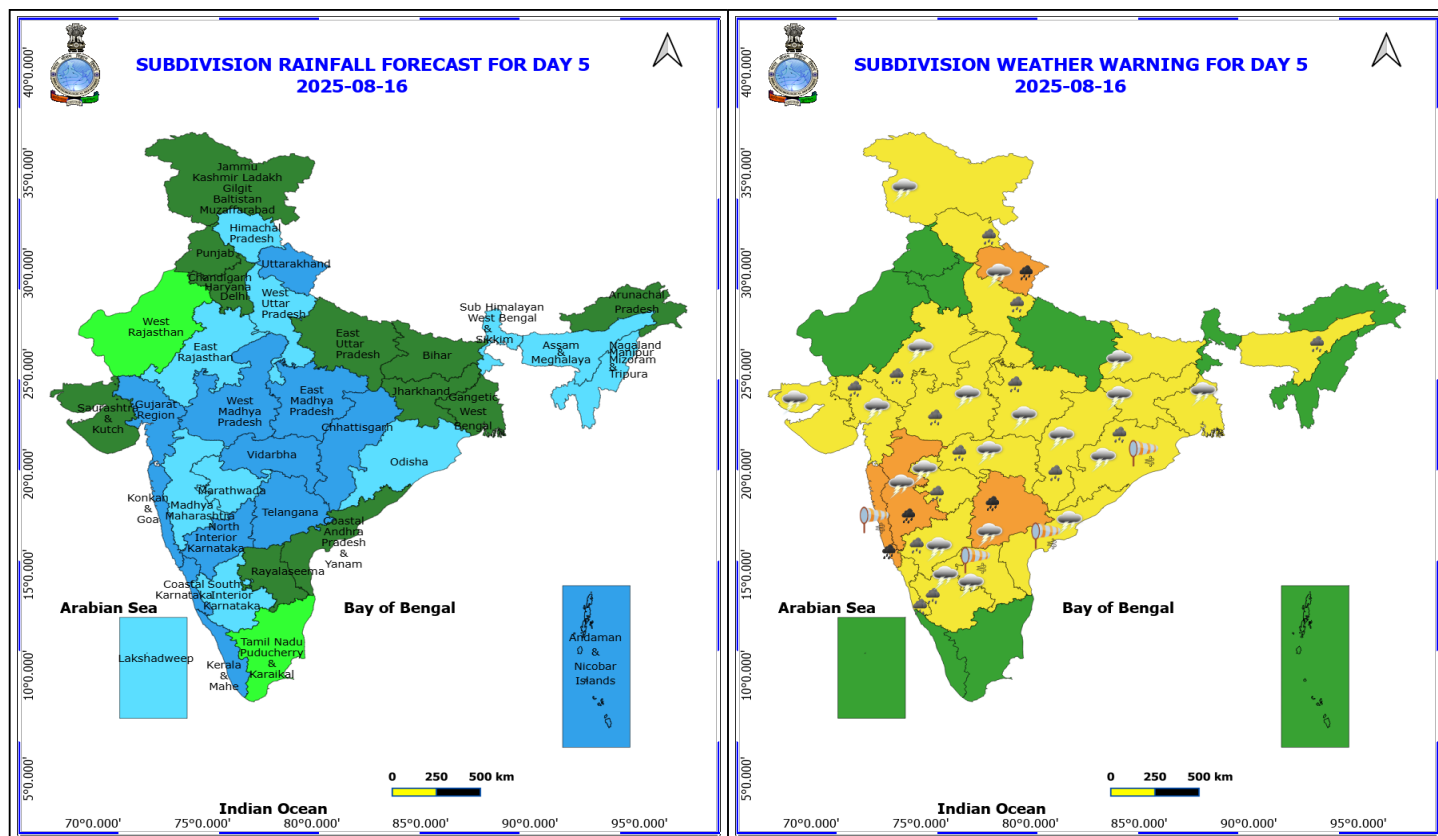 SUBDIVISION RAINFALL FORECAST FOR DAY 5
2025-08-16
40°0.000'
35°0.000'
30°0.000'
25°0.000'
20°0.000'
15°0.000'
10°0.000'
5°0.000'
Jammu
Kashmir Ladakh
Gilgit
Baltistan
Muzaffarabad
Himachal
Pradesh
Punjab
Uttarakhand
Chandigarh
Haryana
Delhi
West
Uttar
Pradesh
West
Rajasthan
East
Rajasthan
East
Uttar
Pradesh
Bihar
Sub Himalayan
West Bengal
&
Sikkim
Arunachal
Pradesh
Assam
&
Meghalaya
Nagaland
Manipur
Mizoram
&
Tripura
Saurashtra
&
Kutch
Gujarat
Region
West
Madhya
Pradesh
East
Madhya
Pradesh
Jharkhand
Gangetic
West
Bengal
Chhattisgarh
Vidarbha
Odisha
Konkan
&
Goa
Madhya
Maharashtra
Marathwada
Telangana
North
Interior
Karnataka
Coastal
Andhra
Pradesh
&
Yanam
Rayalaseema
Coastal
Karnataka
South
Interior
Karnataka
Arabian Sea
Bay of Bengal
Lakshadweep
Tamil Nadu
Puducherry
&
Karaikal
Kerala
&
Mahe
Andaman
&
Nicobar
Islands
0 250 500 km
Indian Ocean
70°0.000' 75°0.000' 80°0.000' 85°0.000' 90°0.000' 95°0.000'
SUBDIVISION WEATHER WARNING FOR DAY 5
2025-08-16
40°0.000'
35°0.000'
30°0.000'
25°0.000'
20°0.000'
15°0.000'
10°0.000'
5°0.000'
Arabian Sea
Bay of Bengal
0 250 500 km
Indian Ocean
70°0.000' 75°0.000' 80°0.000' 85°0.000' 90°0.000' 95°0.000'